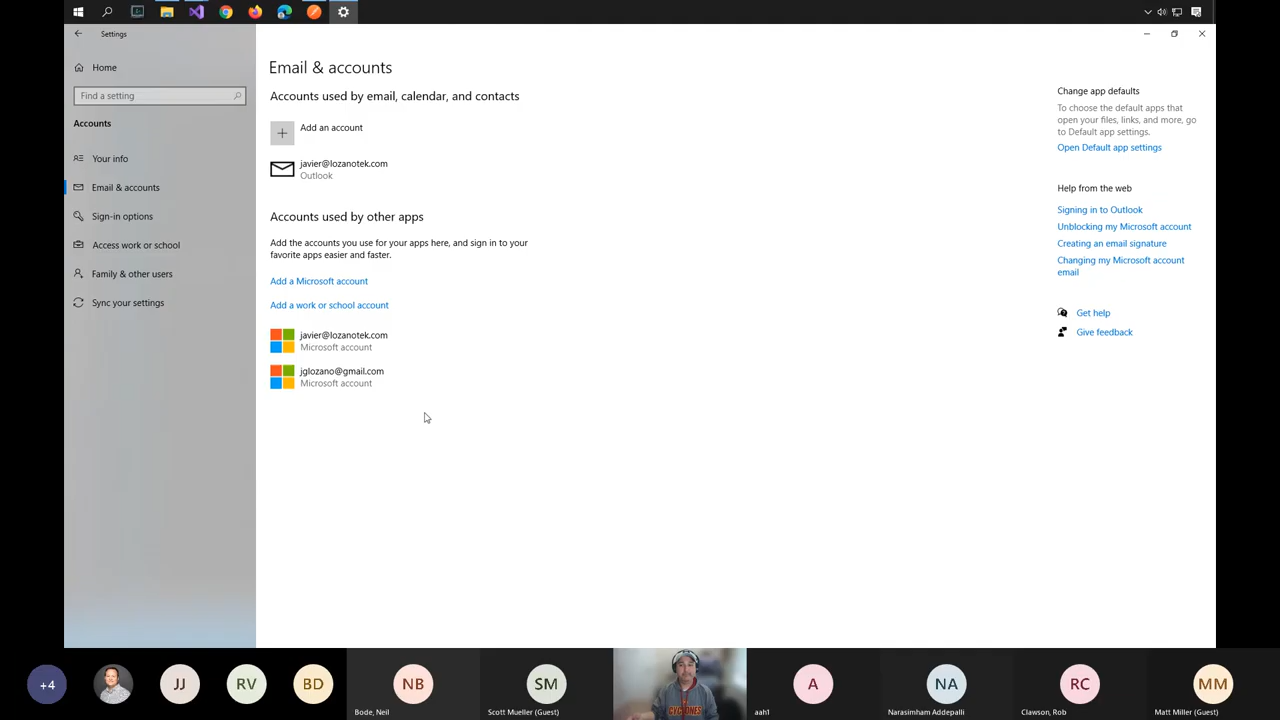 Settings
Home
Find a setting
Accounts
Your info
Email & accounts
Sign-in options
Access work or school
Family & other users
Sync your settings
Email & accounts
Accounts used by email, calendar, and contacts
Add an account
javier@lozanotek.com
Outlook
Accounts used by other apps
Add the accounts you use for your apps here, and sign in to your
favorite apps easier and faster.
Add a Microsoft account
Add a work or school account
javier@lozanotek.com
Microsoft account
jglozano@gmail.com
Microsoft account
Change app defaults
To choose the default apps that
open your files, links, and more, go
to Default app settings.
Open Default app settings
Help from the web
Signing in to Outlook
Unblocking my Microsoft account
Creating an email signature
Changing my Microsoft account
email
Get help
Give feedback
+4
JJ
RV
BD
NB
Bode, Neil
SM
Scott Mueller (Guest)
CYCLONES
A
aah1
NA
Narasimham Addepalli
RC
Clawson, Rob
MM
Matt Miller (Guest)